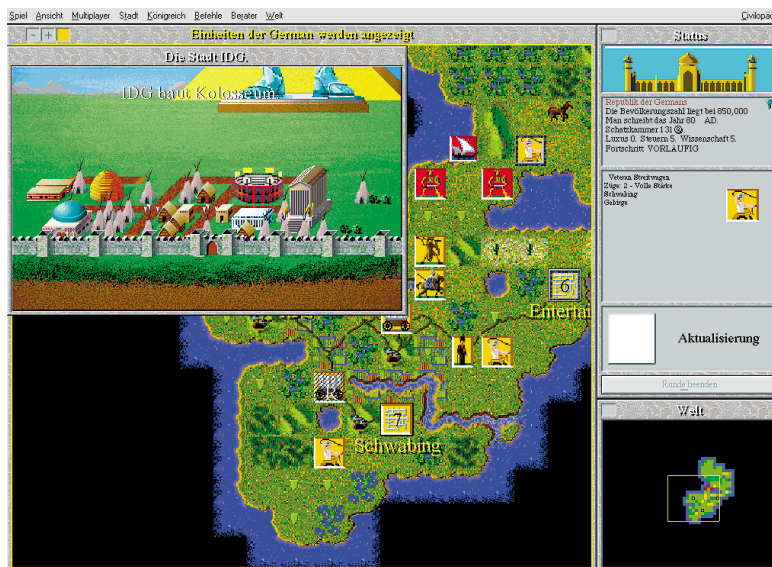 Spiel Ansicht Multiplayer Stadt Königreich Befehle Berater Welt
Einheiten der German werden angezeigt
Die Stadt IDG.
IDG baut Kolosseum.
6
R
7
Schwabing
Status
Republik der Germans
Die Bevölkerungszahl liegt bei 850,000
Man schreibt das Jahr 80 AD.
Schatzkammer 131
Luxus 0. Steuern 5. Wissenschaft 5.
Fortschritt VORLÄUFIG
Veteran Streitwagen
Züge: 2 - Volle Stärke
Schwabing
Gebirge
Aktualisierung
Runde beenden
Welt